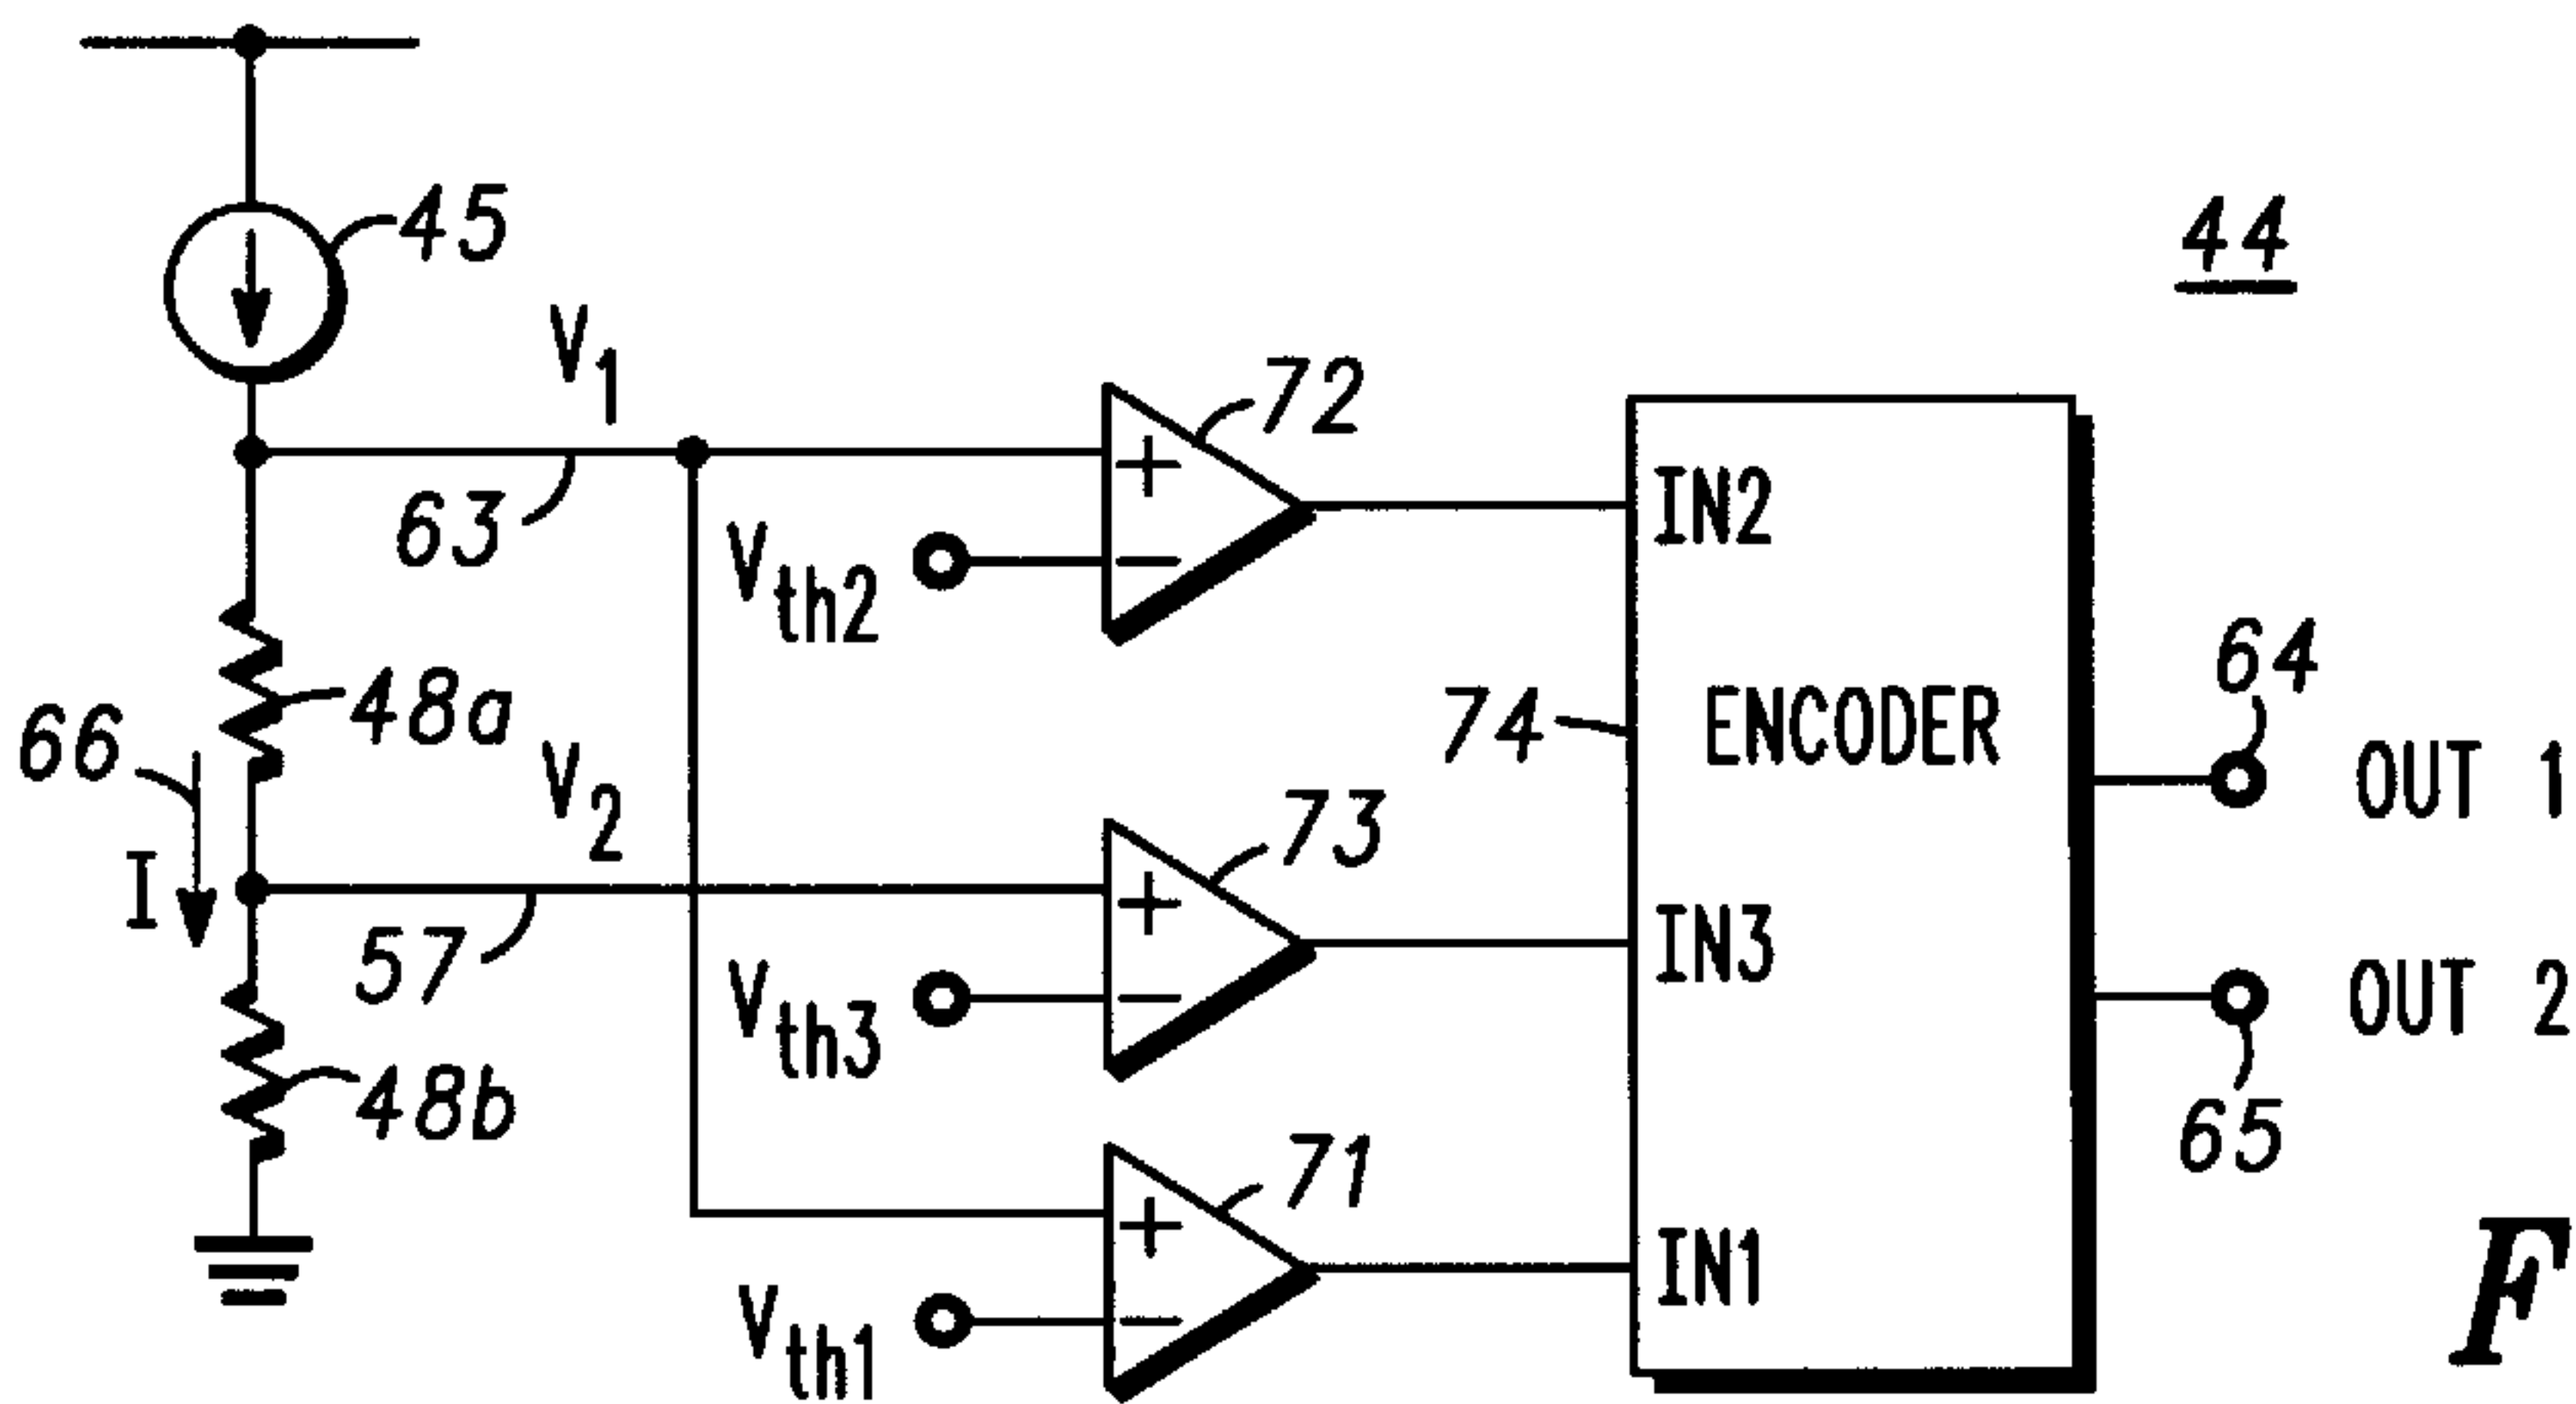 45
44
V1
72
63
Vth2
IN2
64
48a
74
ENCODER
OUT 1
66
V2
73
I
57
Vth3
IN3
OUT 2
48b
65
71
IN1
Vth1
F